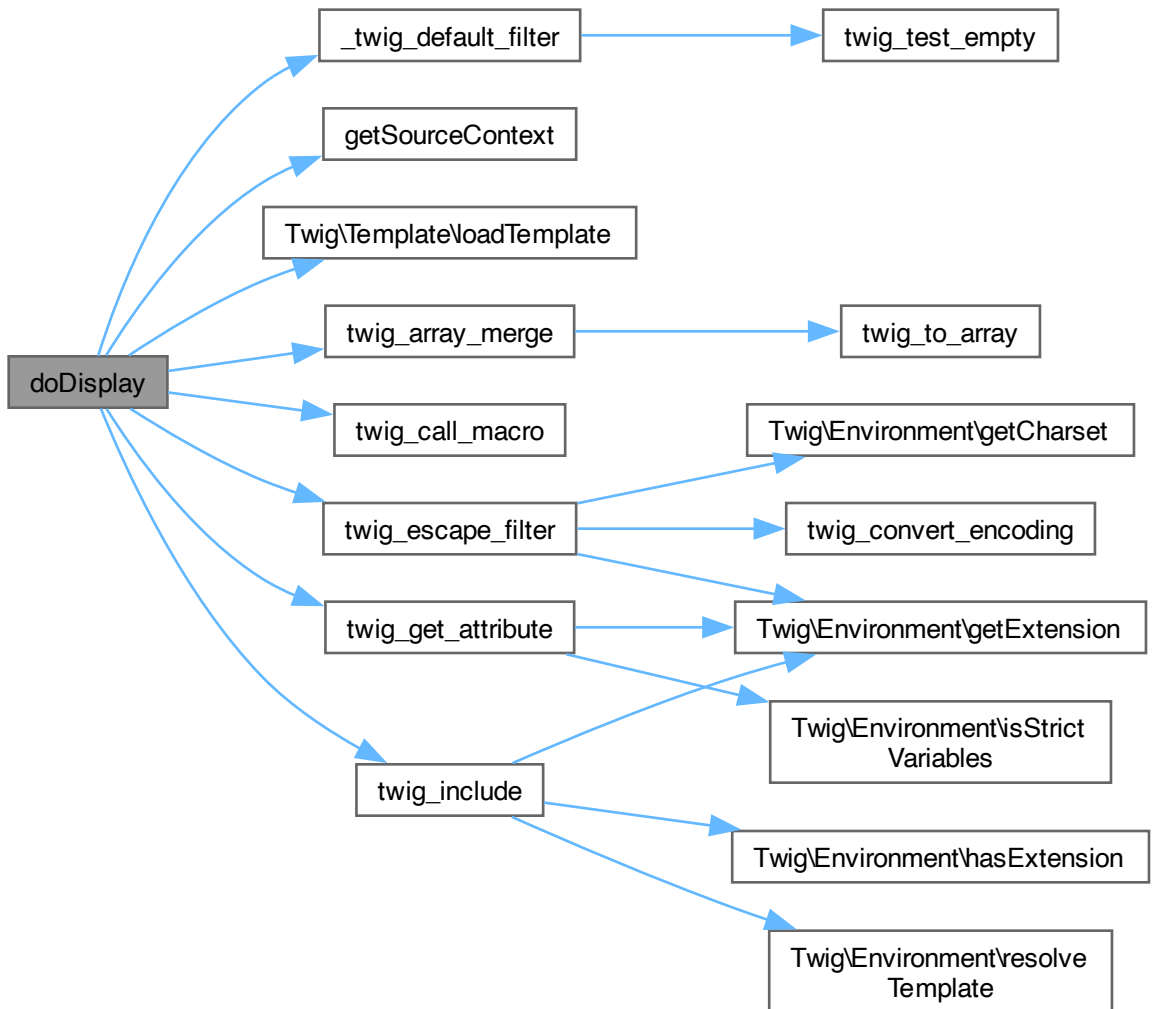 _twig_default_filter
twig_test_empty
getSourceContext
Twig\Template\loadTemplate
twig_array_merge
twig_to_array
doDisplay
twig_call_macro
Twig\Environment\getCharset
twig_escape_filter
twig_convert_encoding
twig_get_attribute
Twig\Environment\getExtension
Twig\Environment\isStrict
Variables
twig_include
Twig\Environment\hasExtension
Twig\Environment\resolve
Template